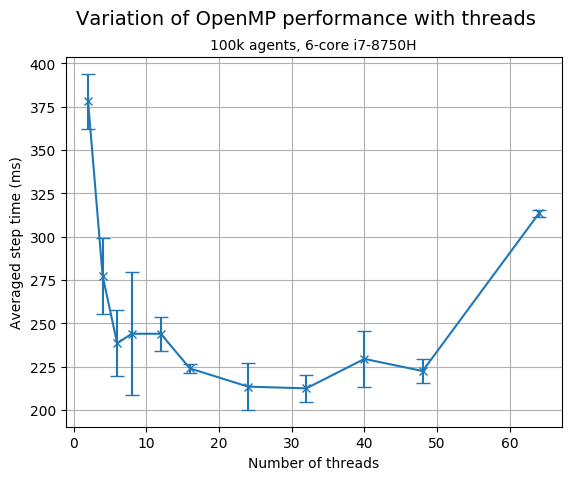 Variation of OpenMP performance with threads
100k agents, 6-core i7-8750H
400
375
350
325
300
275
250
225
200
Averaged step time (ms)
0 10 20 30 40 50 60
Number of threads